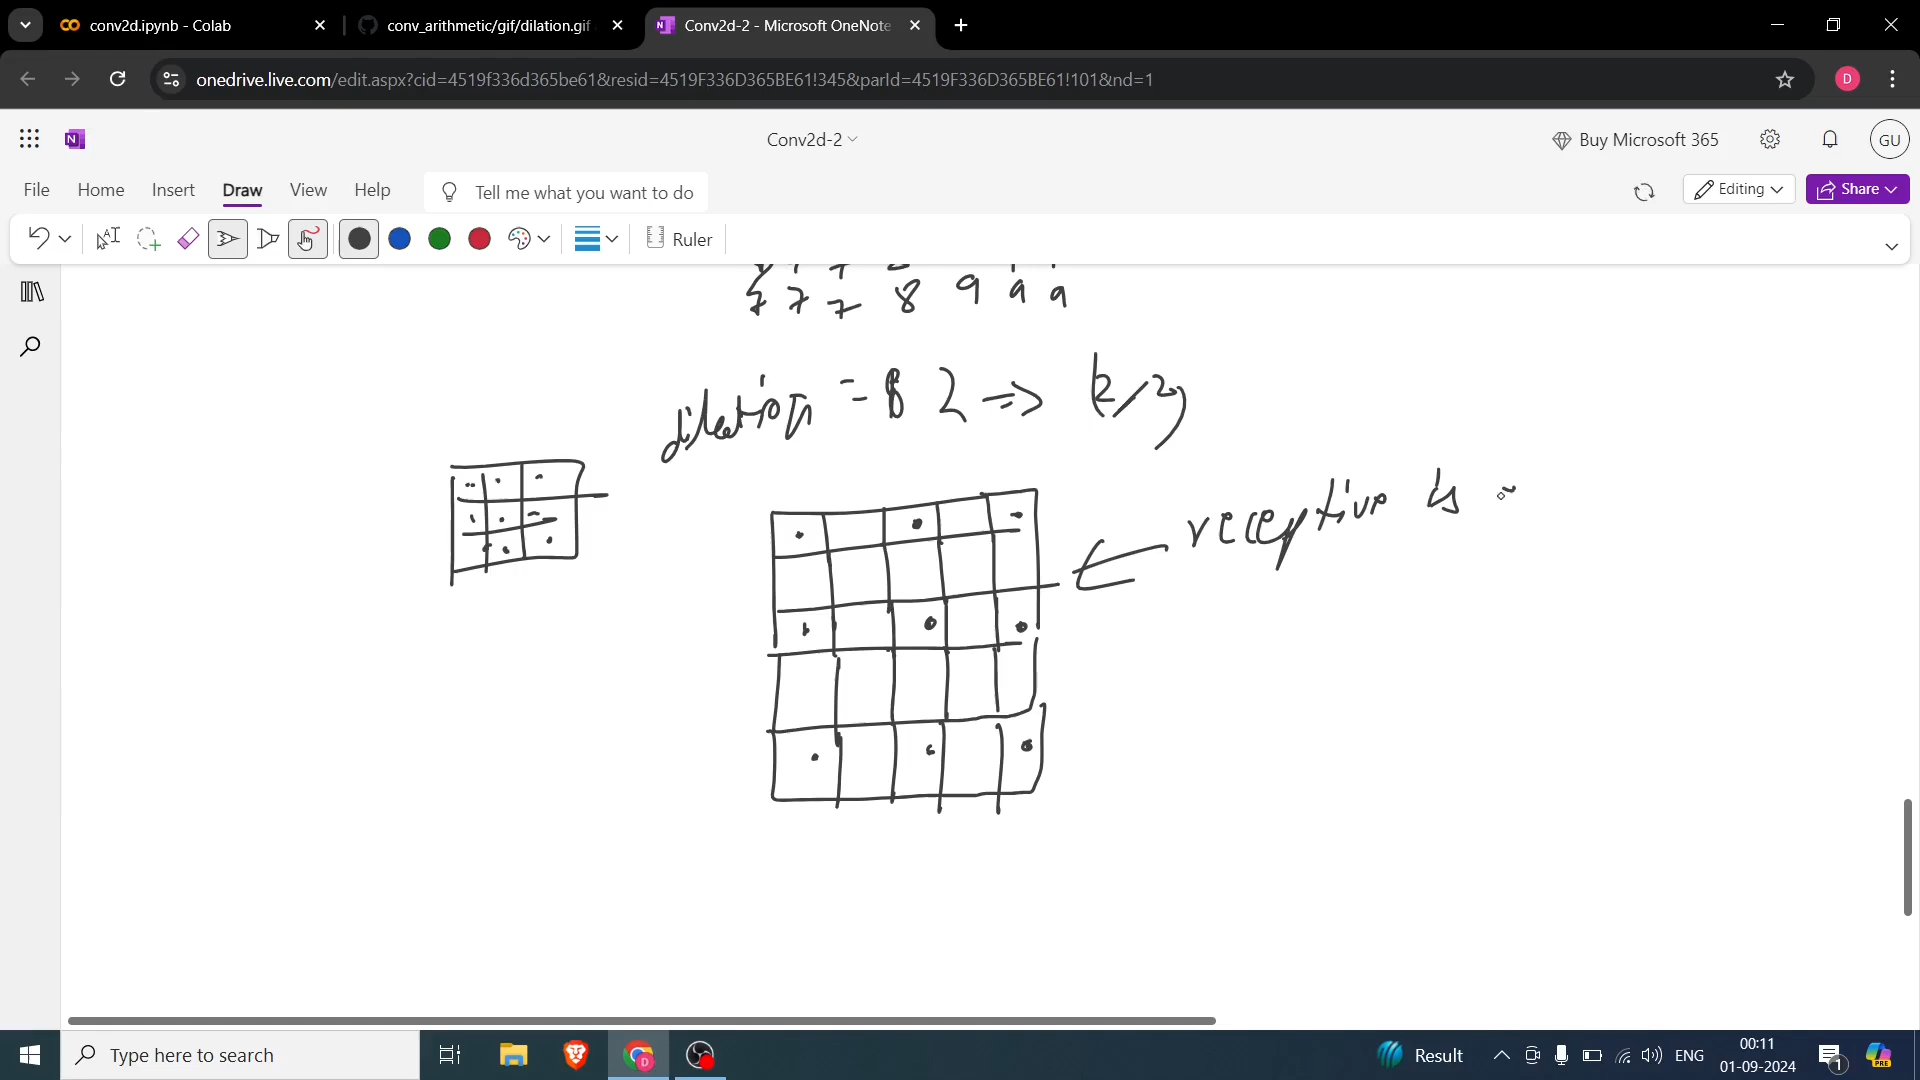 conv2d.ipynb - Colab
conv_arithmetic/gif/dilation.gif
Conv2d-2 - Microsoft OneNote
onedrive.live.com/edit.aspx?cid=4519f336d365be61&resid=4519F336D365BE61!345&parId=4519F336D365BE61!101&nd=1
D
N
Conv2d-2
Buy Microsoft 365
GU
File Home Insert Draw View Help
Tell me what you want to do
Editing
Share
Ruler
7 7 7 8 9 9 9
dilation = 2 =>
receptive is
Type here to search
Result
ENG
00:11
01-09-2024
1
PRE